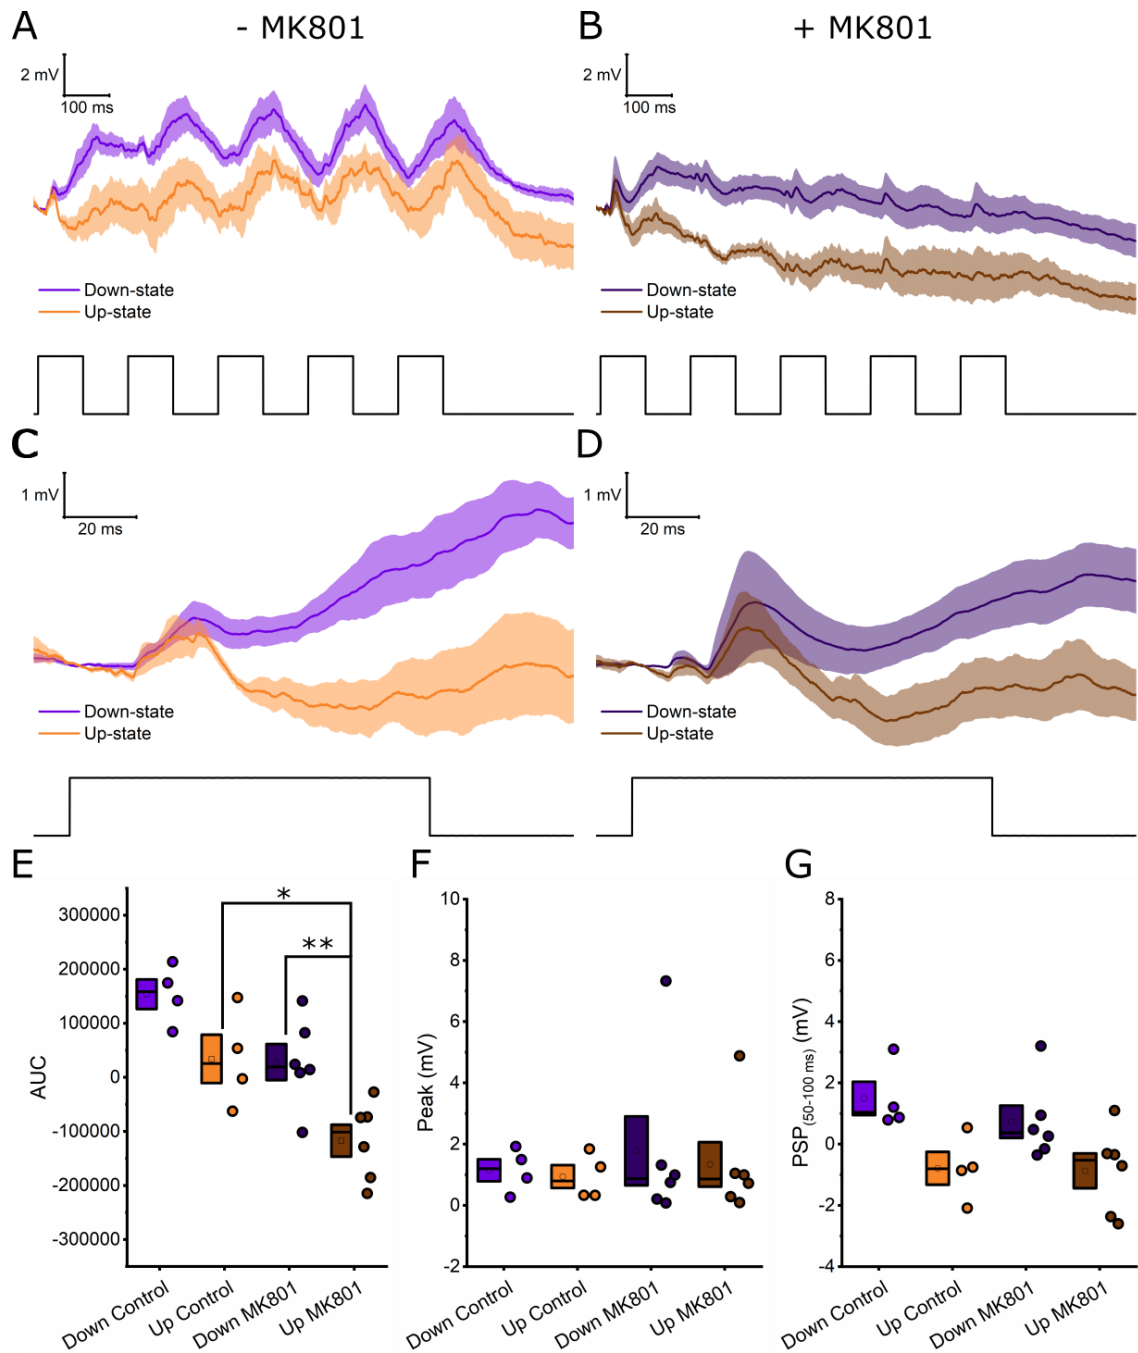 A
- MK801
B
+ MK801
2 mV
100 ms
2 mV
100 ms
Down-state
Up-state
Down-state
Up-state
C
D
1 mV
20 ms
1 mV
20 ms
Down-state
Up-state
Down-state
Up-state
E
F
G
AUC
300000
200000
100000
0
-100000
-200000
-300000
*
**
Down Control
Up Control
Down MK801
Up MK801
Peak (mV)
10
8
6
4
2
0
-2
Down Control
Up Control
Down MK801
Up MK801
PSP(50-100 ms) (mV)
8
6
4
2
0
-2
-4
Down Control
Up Control
Down MK801
Up MK801